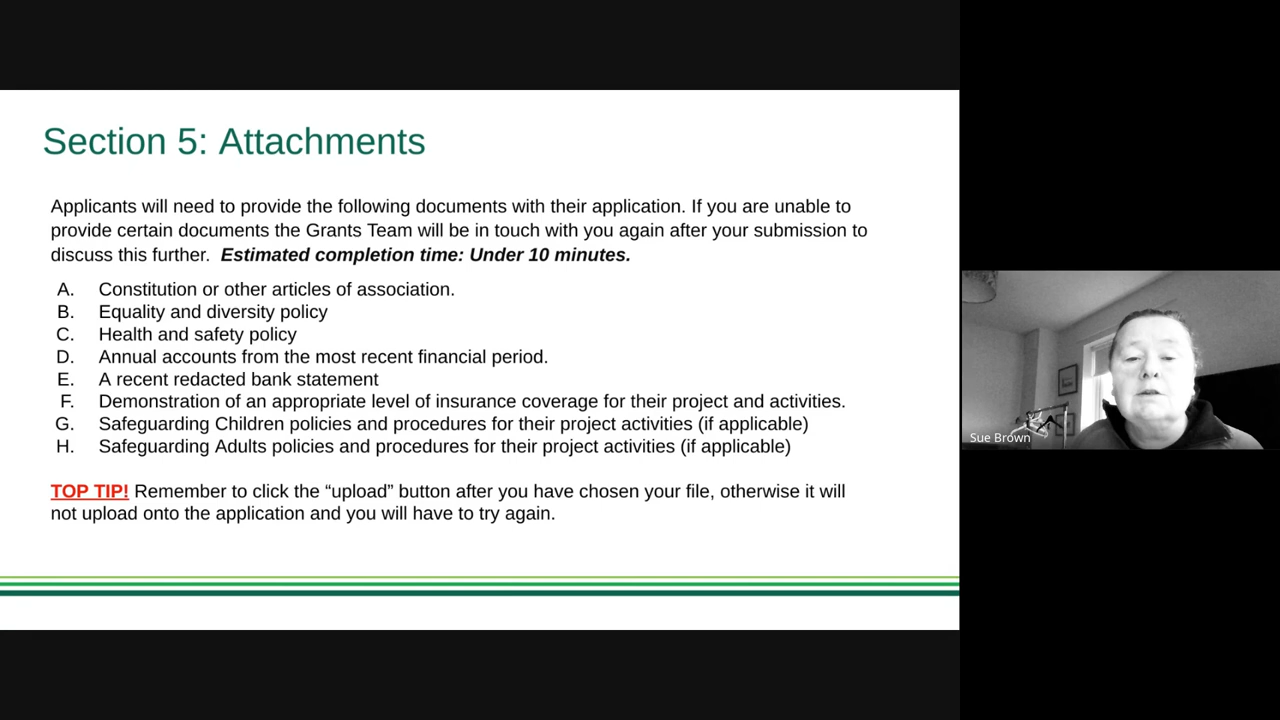 Section 5: Attachments
Applicants will need to provide the following documents with their application. If you are unable to
provide certain documents the Grants Team will be in touch with you again after your submission to
discuss this further. Estimated completion time: Under 10 minutes.
A. Constitution or other articles of association.
B. Equality and diversity policy
C. Health and safety policy
D. Annual accounts from the most recent financial period.
E. A recent redacted bank statement
F. Demonstration of an appropriate level of insurance coverage for their project and activities.
G. Safeguarding Children policies and procedures for their project activities (if applicable)
H. Safeguarding Adults policies and procedures for their project activities (if applicable)
TOP TIP! Remember to click the “upload” button after you have chosen your file, otherwise it will
not upload onto the application and you will have to try again.
Sue Brown